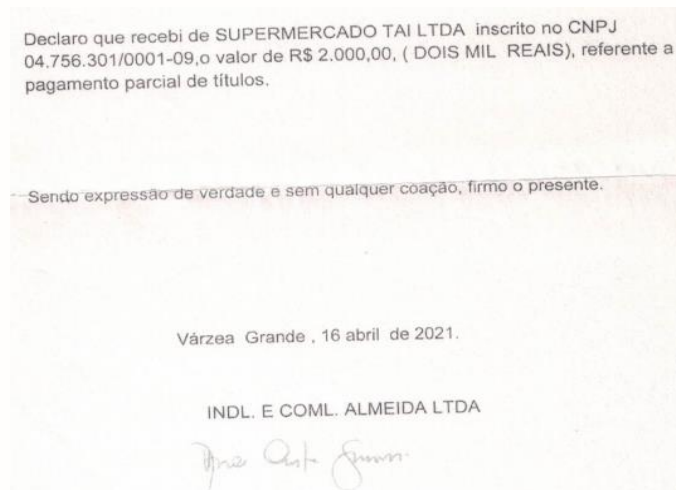 Declaro que recebi de SUPERMERCADO TAI LTDA inscrito no CNPJ
04.756.301/0001-09,o valor de R$ 2.000,00, ( DOIS MIL REAIS), referente a
pagamento parcial de títulos.
Sendo expressão de verdade e sem qualquer coação, firmo o presente.
Várzea Grande , 16 abril de 2021.
INDL. E COML. ALMEIDA LTDA